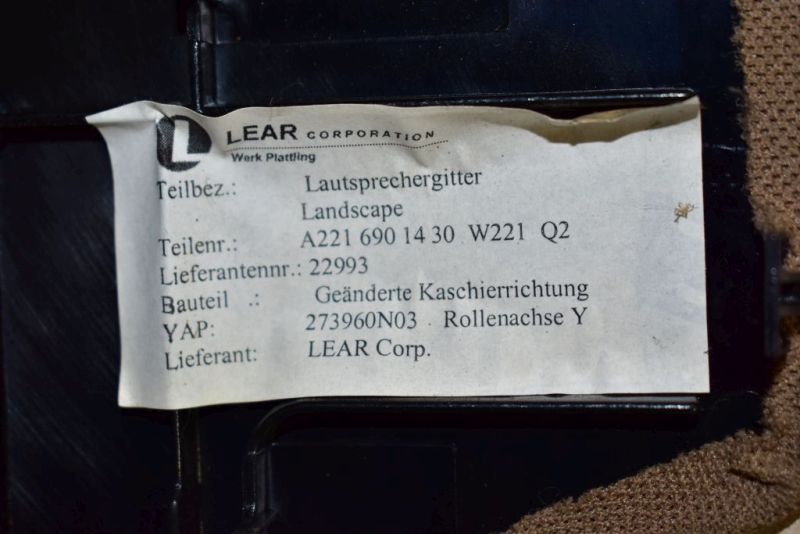 L LEAR CORPORATION
Werk Plattling
Teilbez.: Lautsprechergitter
Landscape
Teilenr.: A221 690 14 30 W221 Q2
Lieferantennr.: 22993
Bauteil .: Geänderte Kaschierrichtung
YAP: 273960N03 Rollenachse Y
Lieferant: LEAR Corp.